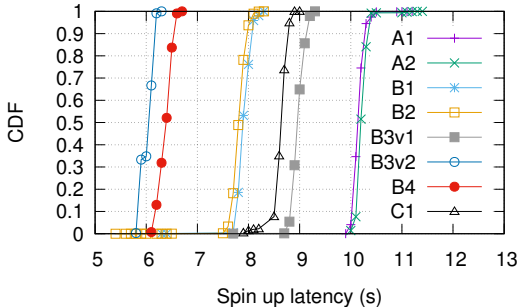 CDF
1
0.9
0.8
0.7
0.6
0.5
0.4
0.3
0.2
0.1
0
A1
A2
B1
B2
B3v1
B3v2
B4
C1
5 6 7 8 9 10 11 12 13
Spin up latency (s)